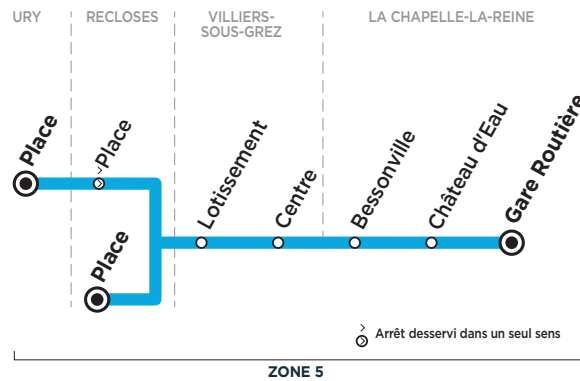 URY
RECLOSES
VILLIERS-
SOUS-GREZ
LA CHAPELLE-LA-REINE
Place
Place
Place
Lotissement
Centre
Bessonville
Château d'Eau
Gare Routière
Arrêt desservi dans un seul sens
ZONE 5